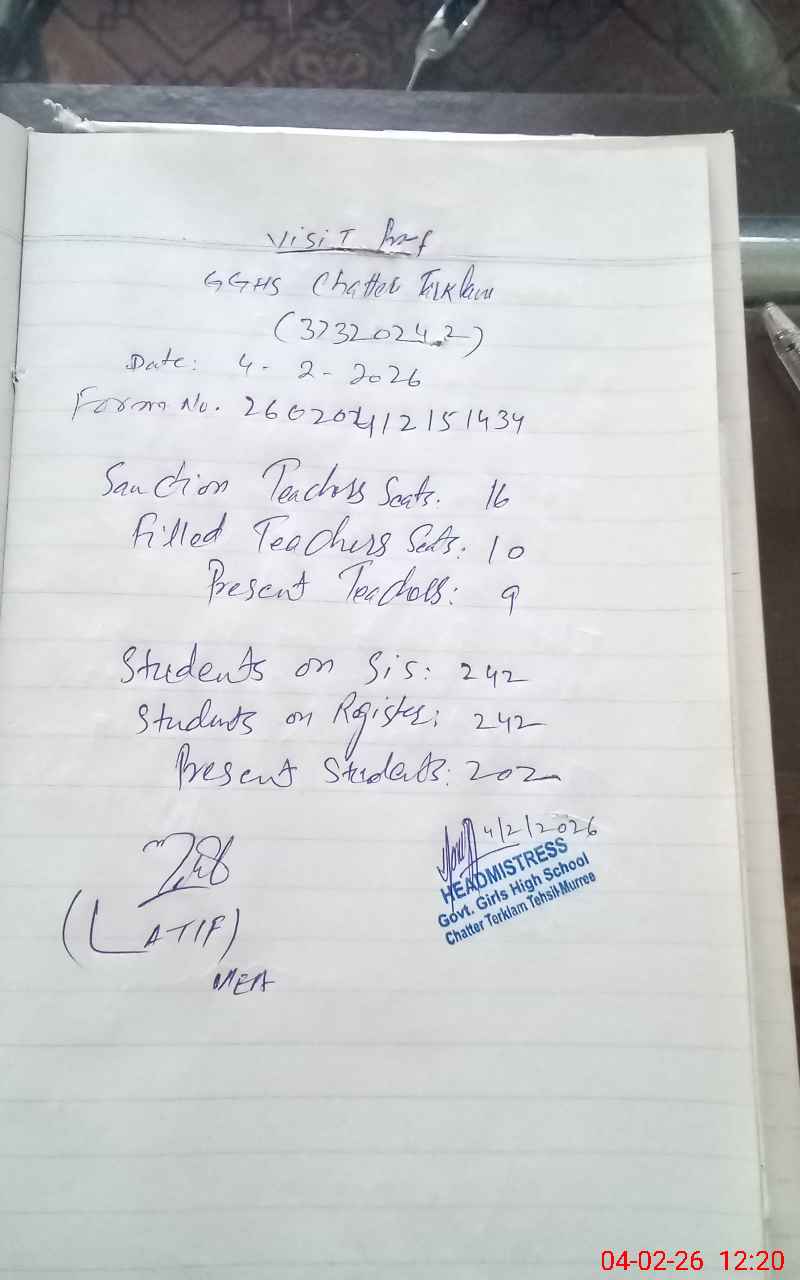 VISIT
GGHS Chatter Terklam
(37320242)
Date: 4-2-2026
Form No. 260204412151434
Sanction Teachers Seats. 16
Filled Teachers Seats: 10
Present Teachers: 9
Students on Sis: 242
Students on Register: 242
Present Students: 202
4/2/2026
HEADMISTRESS
Govt. Girls High School
Chatter Terklam Tehsil Murree
(LATIF)
MEA
04-02-26 12:20